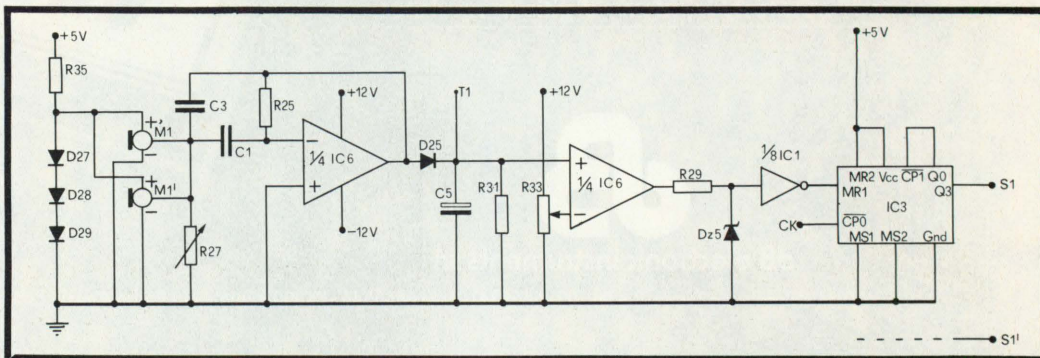 +5V
R35
+
M1
-
D27
D28
D29
+
M1'
-
R27
C3
C1
R25
+12V
-
+
1/4 IC6
-12V
D25
T1
C5
R31
+12V
R33
+
-
1/4 IC6
R29
Dz5
1/8 IC1
+5V
MR2 Vcc CP1 Q0
MR1 Q3
IC3
CP0
MS1 MS2 Gnd
CK
S1
S1'